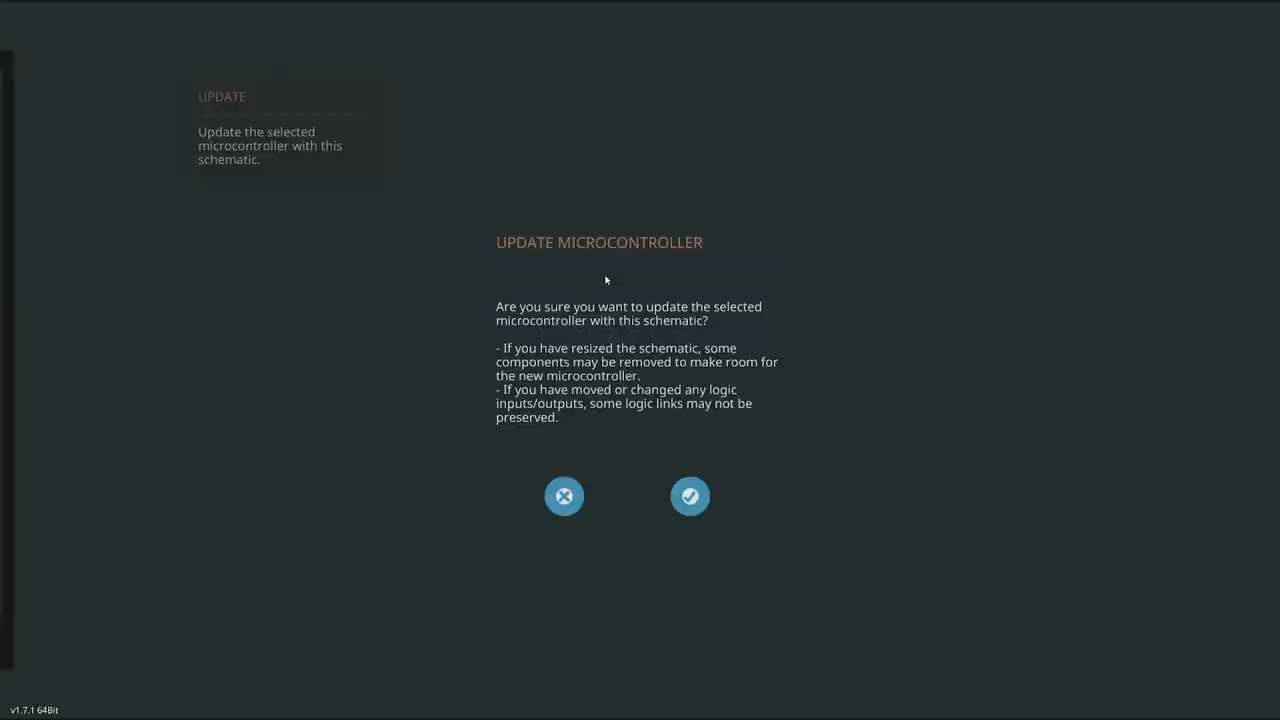 UPDATE
Update the selected
microcontroller with this
schematic.
UPDATE MICROCONTROLLER
Are you sure you want to update the selected
microcontroller with this schematic?
- If you have resized the schematic, some
components may be removed to make room for
the new microcontroller.
- If you have moved or changed any logic
inputs/outputs, some logic links may not be
preserved.
v1.7.1 64Bit